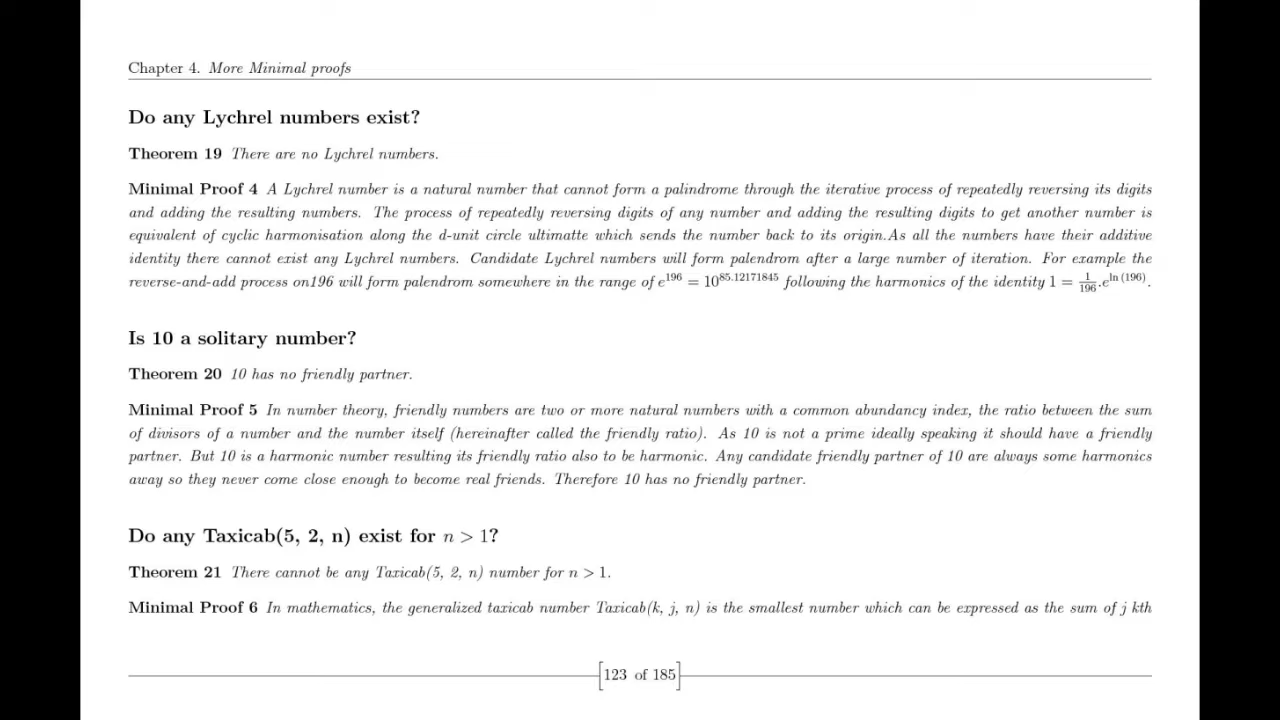 Chapter 4. More Minimal proofs
Do any Lychrel numbers exist?
Theorem 19 There are no Lychrel numbers.
Minimal Proof 4 A Lychrel number is a natural number that cannot form a palindrome through the iterative process of repeatedly reversing its digits
and adding the resulting numbers. The process of repeatedly reversing digits of any number and adding the resulting digits to get another number is
equivalent of cyclic harmonisation along the d-unit circle ultimatte which sends the number back to its origin.As all the numbers have their additive
identity there cannot exist any Lychrel numbers. Candidate Lychrel numbers will form palendrom after a large number of iteration. For example the
reverse-and-add process on196 will form palendrom somewhere in the range of e^196 = 10^85.12171845 following the harmonics of the identity 1 = 1/196 .e^ln (196).
Is 10 a solitary number?
Theorem 20 10 has no friendly partner.
Minimal Proof 5 In number theory, friendly numbers are two or more natural numbers with a common abundancy index, the ratio between the sum
of divisors of a number and the number itself (hereinafter called the friendly ratio). As 10 is not a prime ideally speaking it should have a friendly
partner. But 10 is a harmonic number resulting its friendly ratio also to be harmonic. Any candidate friendly partner of 10 are always some harmonics
away so they never come close enough to become real friends. Therefore 10 has no friendly partner.
Do any Taxicab(5, 2, n) exist for n > 1?
Theorem 21 There cannot be any Taxicab(5, 2, n) number for n > 1.
Minimal Proof 6 In mathematics, the generalized taxicab number Taxicab(k, j, n) is the smallest number which can be expressed as the sum of j kth
123 of 185